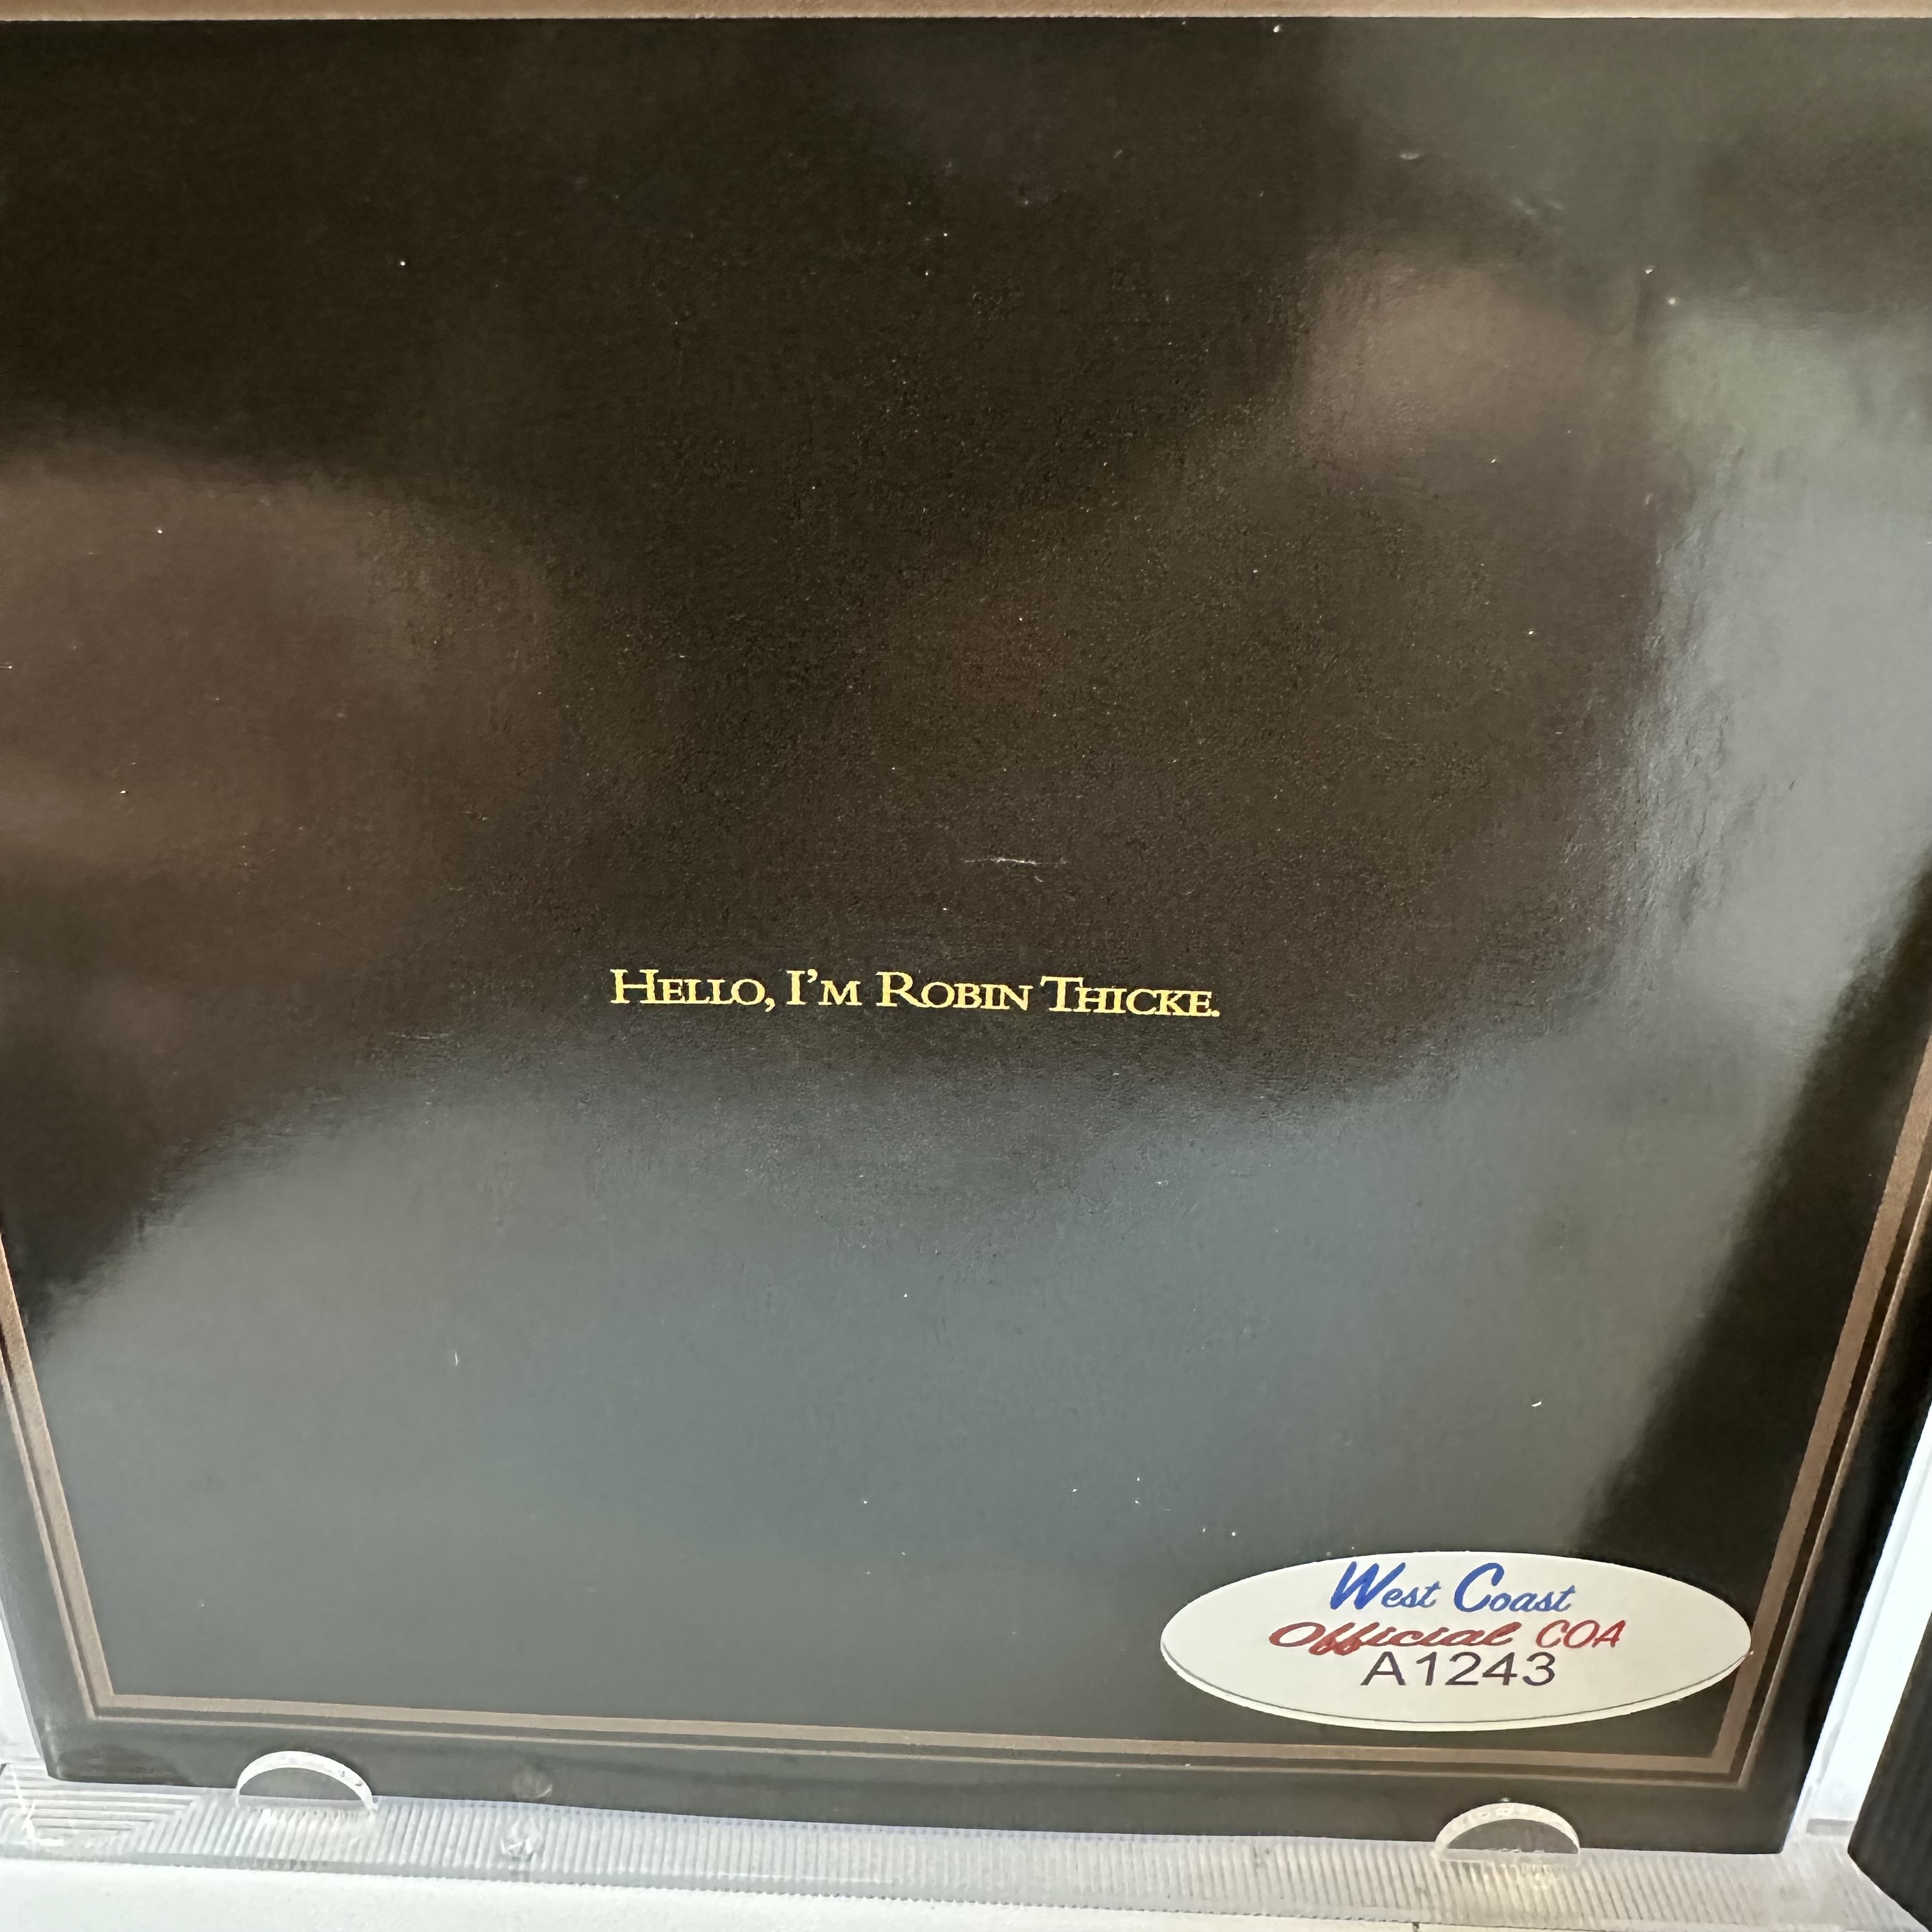 Hello, I'm Robin Thicke.
West Coast
Official COA
A1243